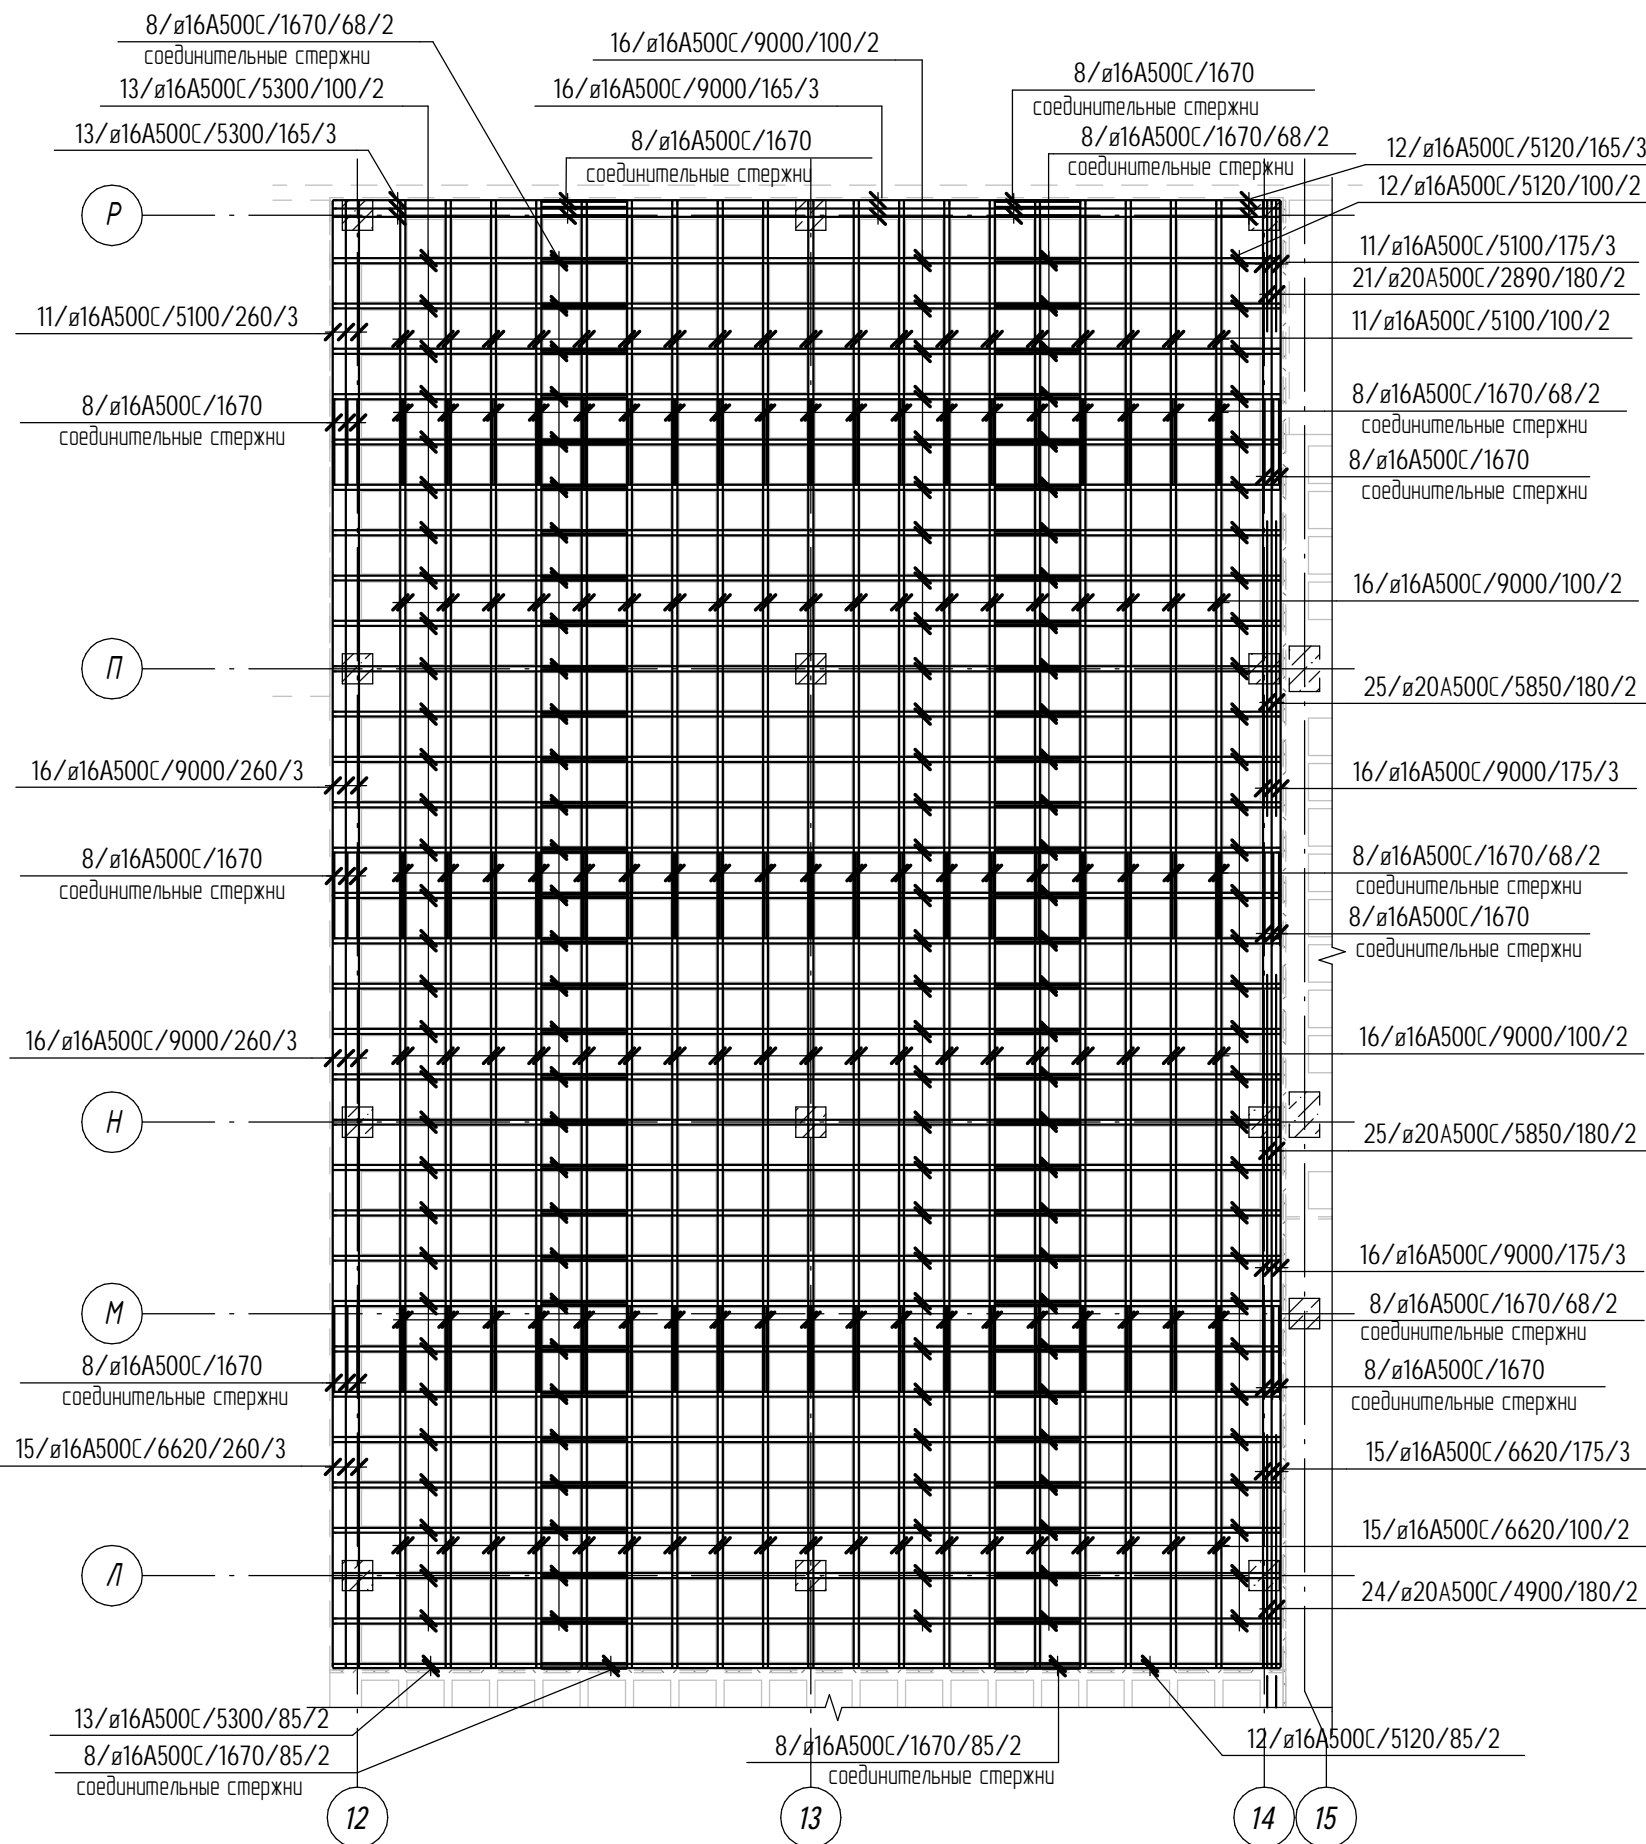 8/ø16A500C/1670/68/2
соединительные стержни
13/ø16A500C/5300/100/2
13/ø16A500C/5300/165/3
16/ø16A500C/9000/100/2
16/ø16A500C/9000/165/3
8/ø16A500C/1670
соединительные стержни
8/ø16A500C/1670
соединительные стержни
8/ø16A500C/1670/68/2
соединительные стержни
12/ø16A500C/5120/165/3
12/ø16A500C/5120/100/2
Р
11/ø16A500C/5100/175/3
21/ø20A500C/2890/180/2
11/ø16A500C/5100/260/3
11/ø16A500C/5100/100/2
8/ø16A500C/1670
соединительные стержни
8/ø16A500C/1670/68/2
соединительные стержни
8/ø16A500C/1670
соединительные стержни
16/ø16A500C/9000/100/2
П
25/ø20A500C/5850/180/2
16/ø16A500C/9000/260/3
16/ø16A500C/9000/175/3
8/ø16A500C/1670
соединительные стержни
8/ø16A500C/1670/68/2
соединительные стержни
8/ø16A500C/1670
соединительные стержни
16/ø16A500C/9000/260/3
16/ø16A500C/9000/100/2
Н
25/ø20A500C/5850/180/2
16/ø16A500C/9000/175/3
М
8/ø16A500C/1670/68/2
соединительные стержни
8/ø16A500C/1670
соединительные стержни
8/ø16A500C/1670
соединительные стержни
15/ø16A500C/6620/260/3
15/ø16A500C/6620/175/3
15/ø16A500C/6620/100/2
Л
24/ø20A500C/4900/180/2
13/ø16A500C/5300/85/2
8/ø16A500C/1670/85/2
соединительные стержни
8/ø16A500C/1670/85/2
соединительные стержни
12/ø16A500C/5120/85/2
12
13
14
15